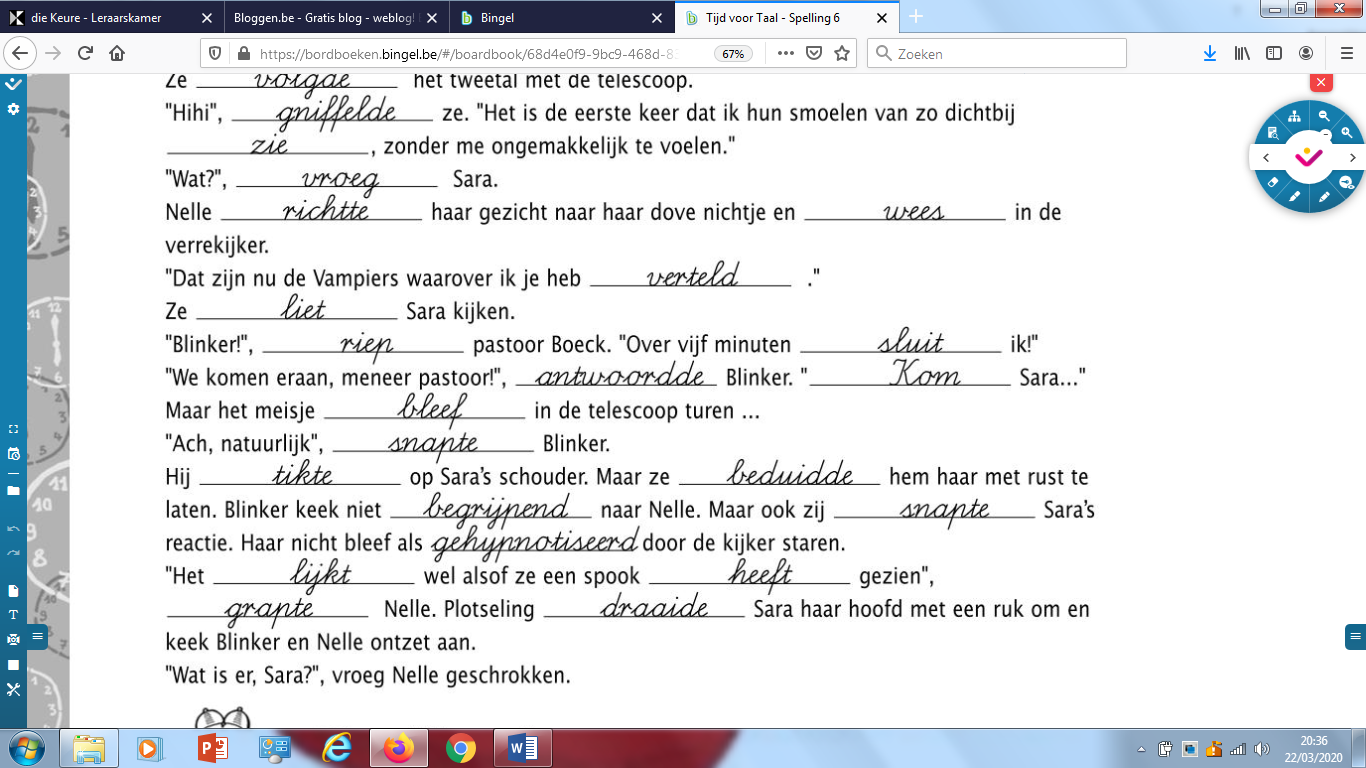 die Keure - Leraarskamer
Bloggen.be - Gratis blog - weblog!
Bingel
Tijd voor Taal - Spelling 6
https://bordboeken.bingel.be/#/boardbook/68d4e0f9-9bc9-468d-8
67%
Zoeken
Ze volgde het tweetal met de telescoop.
"Hihi", gniffelde ze. "Het is de eerste keer dat ik hun smoelen van zo dichtbij
zie, zonder me ongemakkelijk te voelen."
"Wat?", vroeg Sara.
Nelle richtte haar gezicht naar haar dove nichtje en wees in de
verrekijker.
"Dat zijn nu de Vampiers waarover ik je heb verteld ."
Ze liet Sara kijken.
"Blinker!", riep pastoor Boeck. "Over vijf minuten sluit ik!"
"We komen eraan, meneer pastoor!", antwoordde Blinker. "Kom Sara..."
Maar het meisje bleef in de telescoop turen ...
"Ach, natuurlijk", snapte Blinker.
Hij tikte op Sara's schouder. Maar ze beduidde hem haar met rust te
laten. Blinker keek niet begrijpend naar Nelle. Maar ook zij snapte Sara's
reactie. Haar nicht bleef als gehypnotiseerd door de kijker staren.
"Het lijkt wel alsof ze een spook heeft gezien",
grapte Nelle. Plotseling draaide Sara haar hoofd met een ruk om en
keek Blinker en Nelle ontzet aan.
"Wat is er, Sara?", vroeg Nelle geschrokken.
20:36
22/03/2020